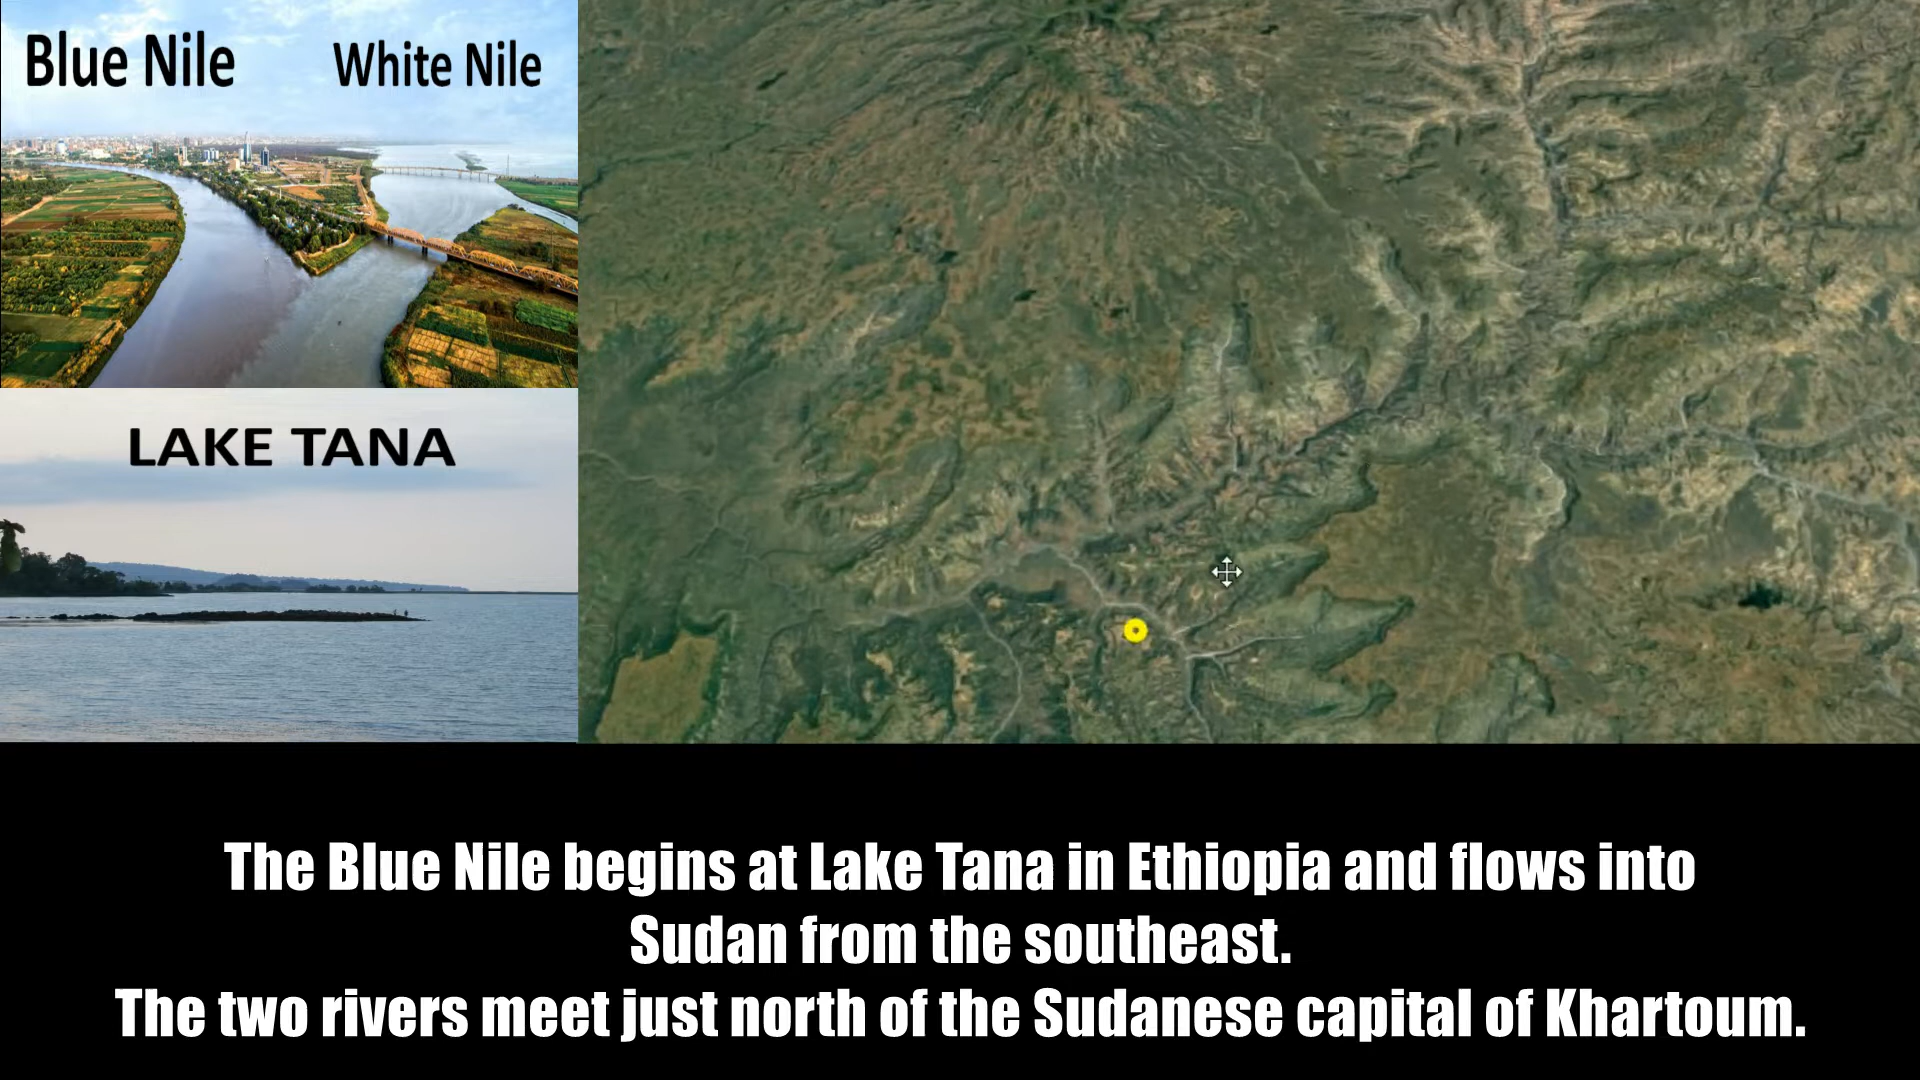 Blue Nile
White Nile
LAKE TANA
The Blue Nile begins at Lake Tana in Ethiopia and flows into
Sudan from the southeast.
The two rivers meet just north of the Sudanese capital of Khartoum.